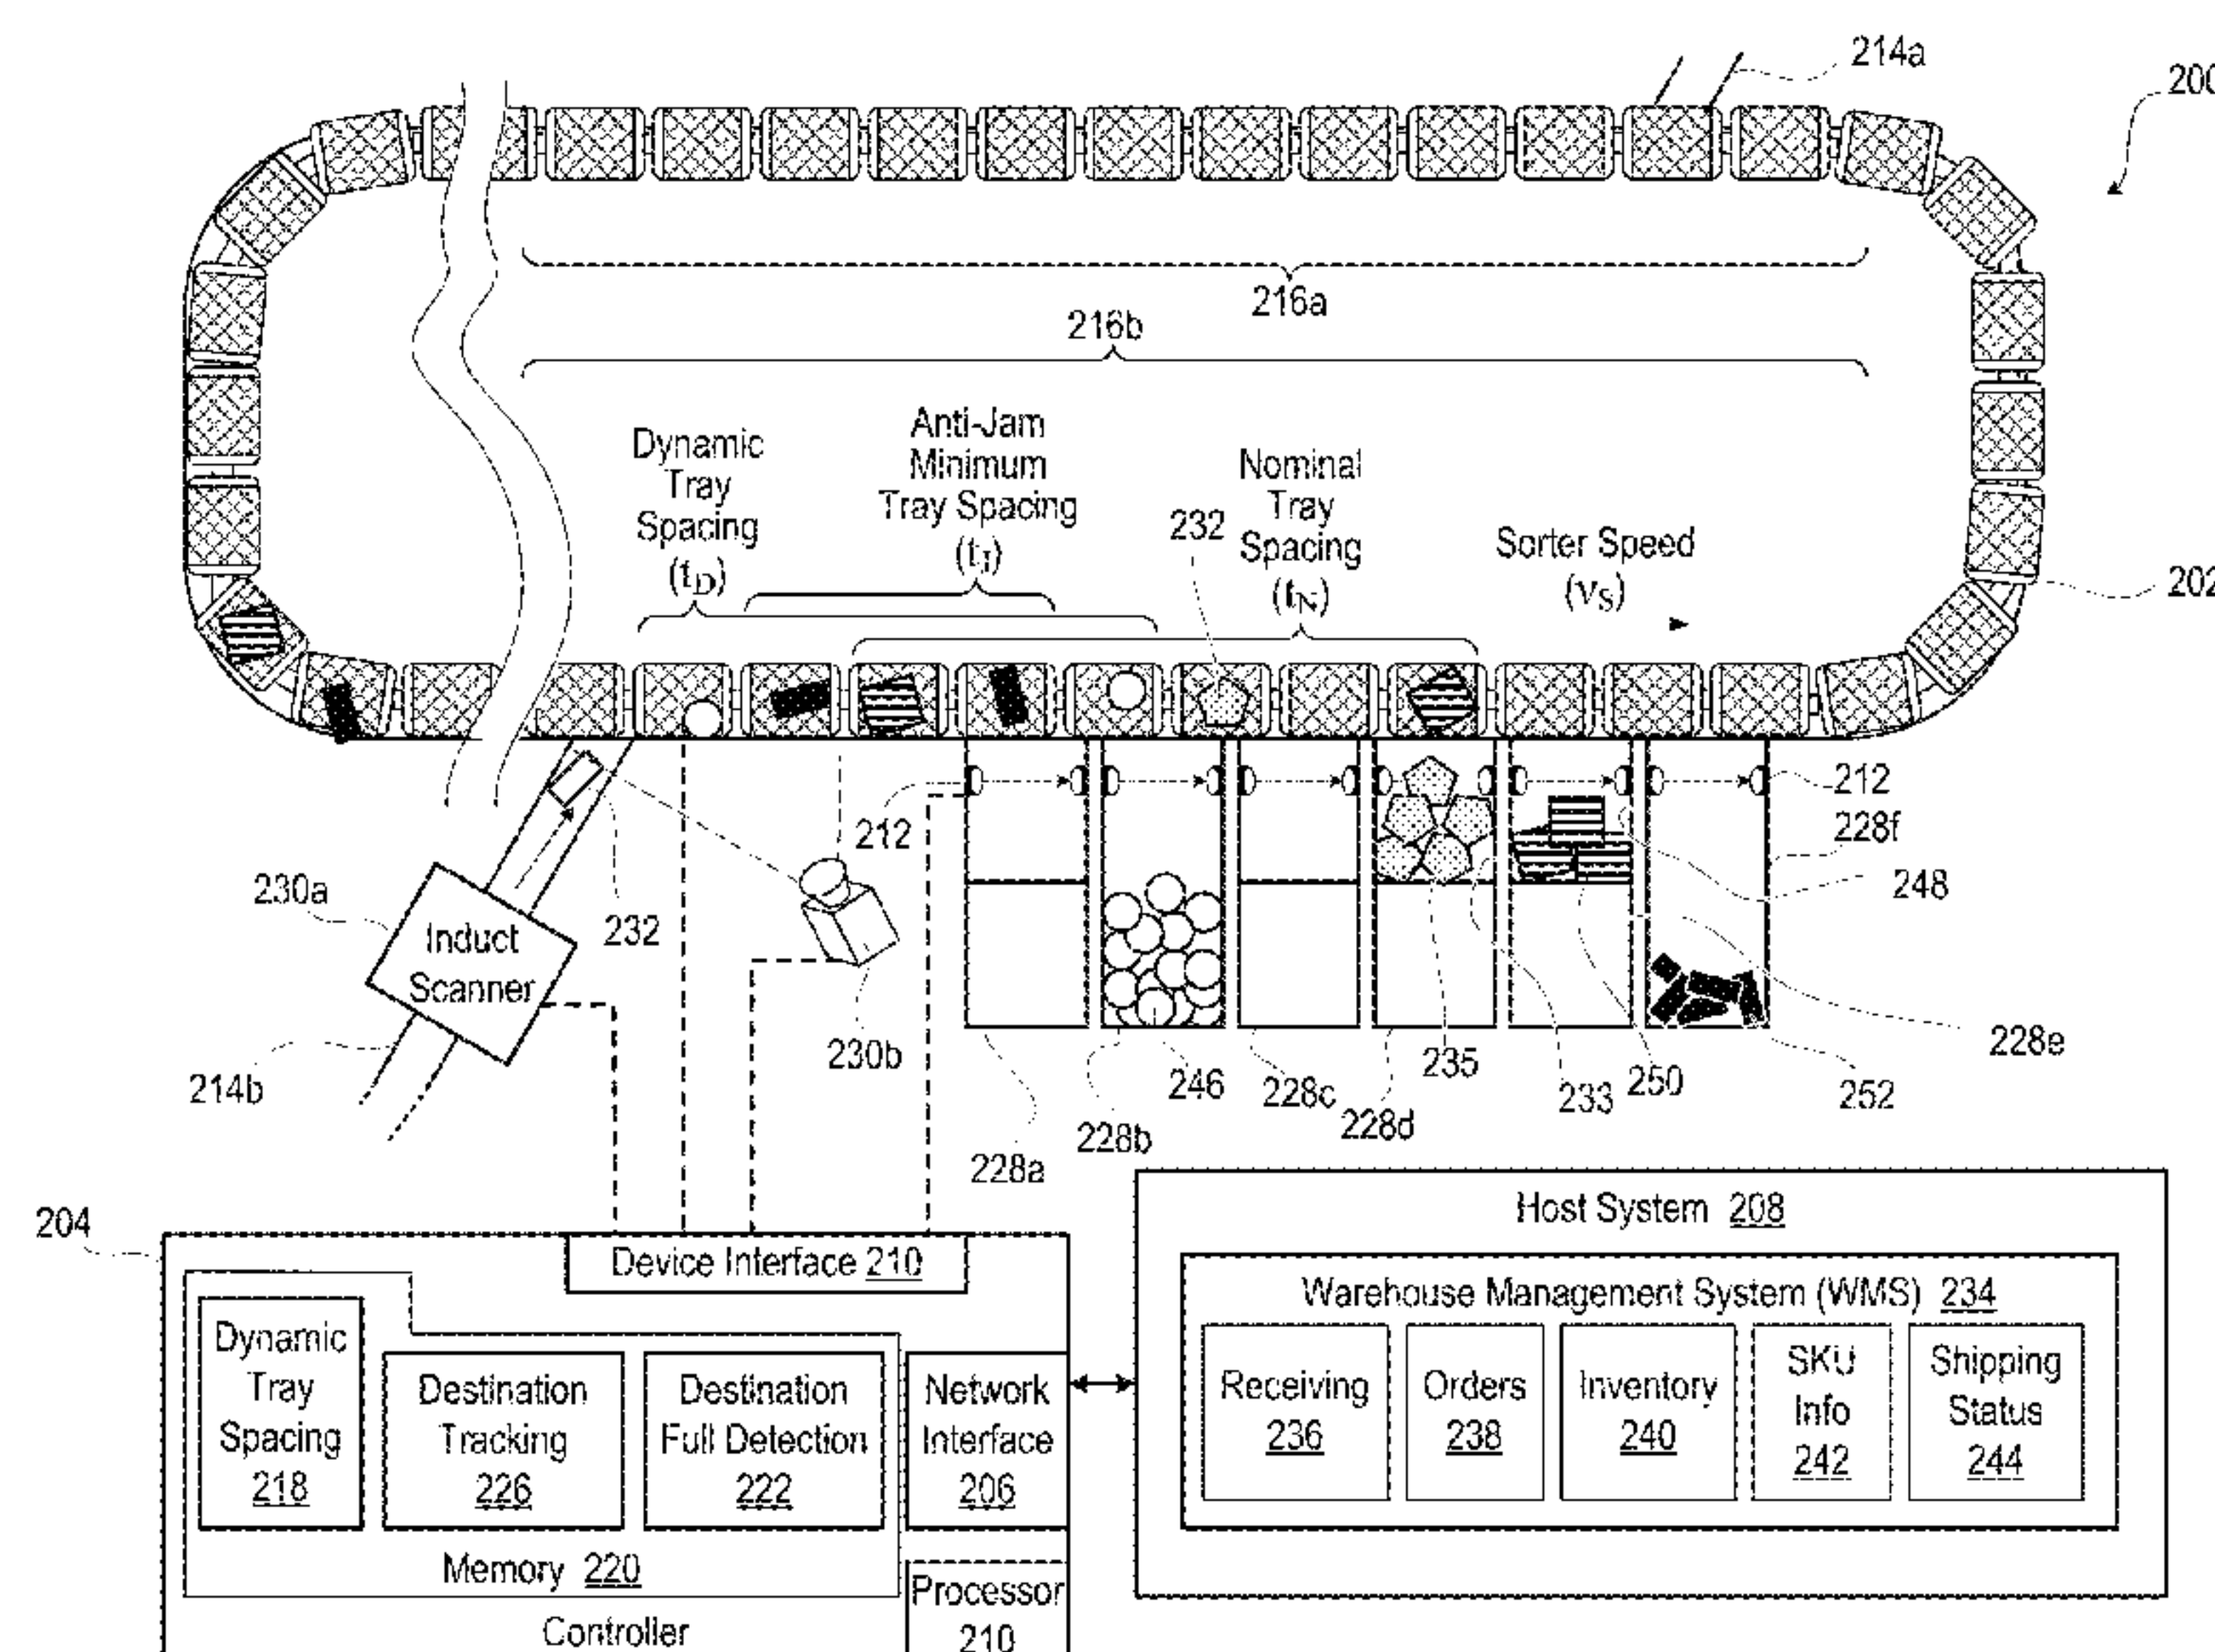 214a
200
216a
216b
Dynamic
Tray
Spacing
(tD)
Anti-Jam
Minimum
Tray Spacing
(tJ)
232
Nominal
Tray
Spacing
(tN)
Sorter Speed
(vS)
202
212
212
228f
248
230a
Induct
Scanner
232
230b
214b
228a
228b
246
228c
228d
235
233
250
228e
252
204
Device Interface 210
Dynamic
Tray
Spacing
218
Destination
Tracking
226
Destination
Full Detection
222
Network
Interface
206
Memory 220
Processor
210
Controller
Host System 208
Warehouse Management System (WMS) 234
Receiving
236
Orders
238
Inventory
240
SKU
Info
242
Shipping
Status
244